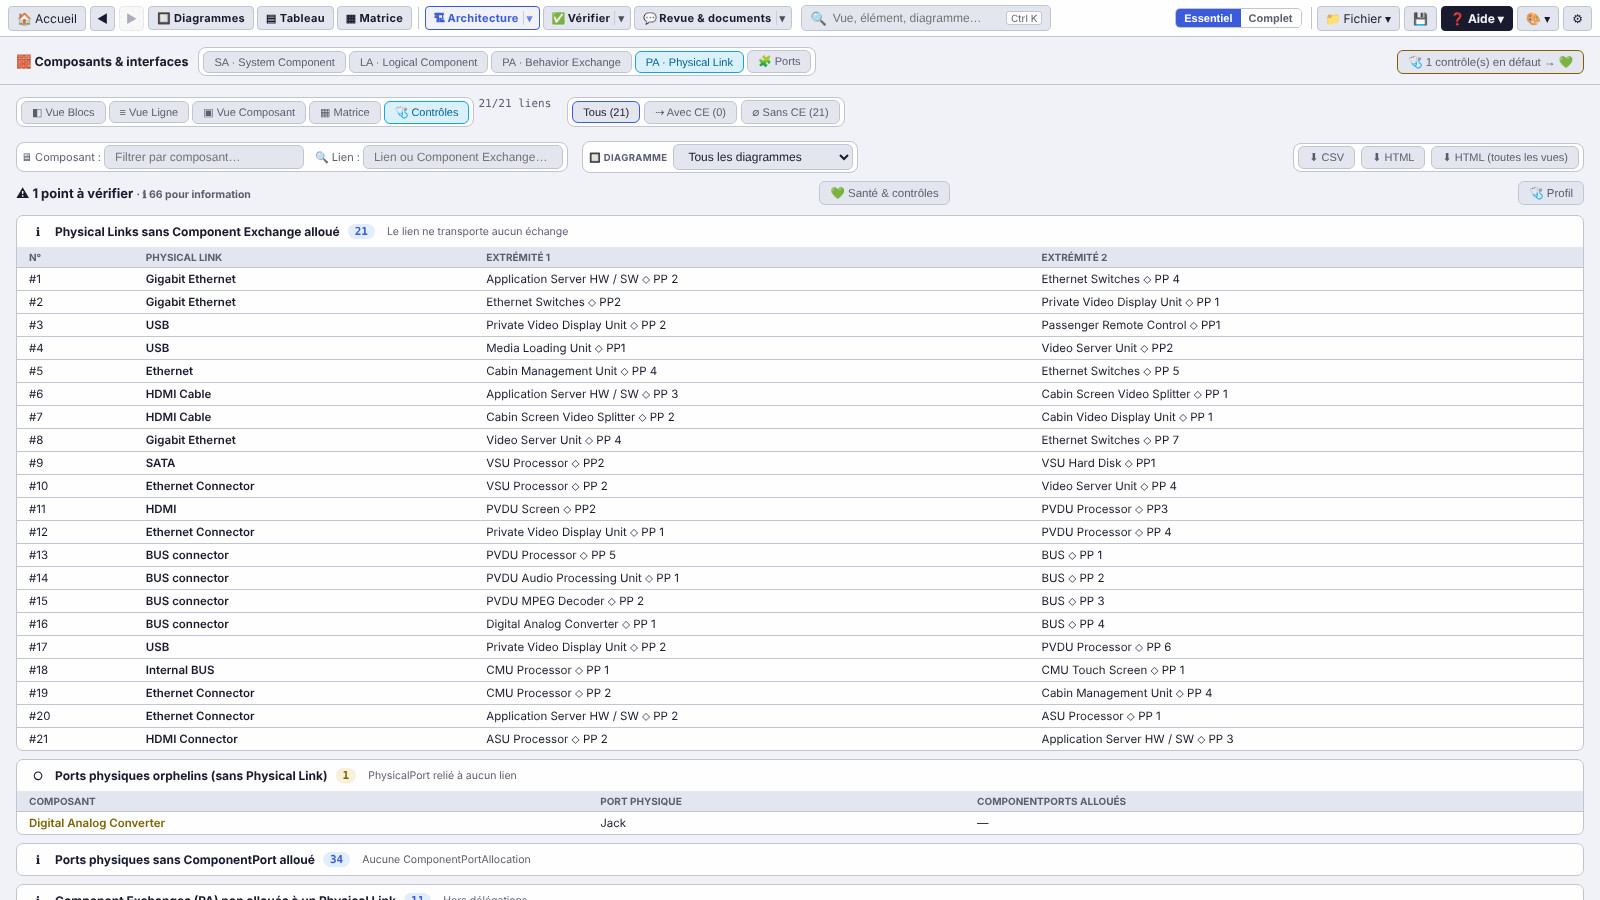 🏠 Accueil ◀ ▶ 🔲 Diagrammes ▤ Tableau ▦ Matrice 🏗 Architecture ▾ ✅ Vérifier ▾ 💬 Revue & documents ▾ 🔍 Vue, élément, diagramme… Ctrl K Essentiel Complet 📁 Fichier ▾ 💾 ❓ Aide ▾ 🎨 ▾ ⚙
🧱 Composants & interfaces SA · System Component LA · Logical Component PA · Behavior Exchange PA · Physical Link 🧩 Ports 🩺 1 contrôle(s) en défaut → 💚
◧ Vue Blocs ≡ Vue Ligne ▣ Vue Composant ▦ Matrice 🩺 Contrôles 21/21 liens Tous (21) ⇢ Avec CE (0) ⌀ Sans CE (21)
🖥 Composant : Filtrer par composant… 🔍 Lien : Lien ou Component Exchange… 🔲 DIAGRAMME Tous les diagrammes ⬇ CSV ⬇ HTML ⬇ HTML (toutes les vues)
⚠ 1 point à vérifier · ℹ 66 pour information 💚 Santé & contrôles 🩺 Profil
ℹ Physical Links sans Component Exchange alloué 21 Le lien ne transporte aucun échange
N° PHYSICAL LINK EXTRÉMITÉ 1 EXTRÉMITÉ 2
#1 Gigabit Ethernet Application Server HW / SW ◇ PP 2 Ethernet Switches ◇ PP 4
#2 Gigabit Ethernet Ethernet Switches ◇ PP2 Private Video Display Unit ◇ PP 1
#3 USB Private Video Display Unit ◇ PP 2 Passenger Remote Control ◇ PP1
#4 USB Media Loading Unit ◇ PP1 Video Server Unit ◇ PP2
#5 Ethernet Cabin Management Unit ◇ PP 4 Ethernet Switches ◇ PP 5
#6 HDMI Cable Application Server HW / SW ◇ PP 3 Cabin Screen Video Splitter ◇ PP 1
#7 HDMI Cable Cabin Screen Video Splitter ◇ PP 2 Cabin Video Display Unit ◇ PP 1
#8 Gigabit Ethernet Video Server Unit ◇ PP 4 Ethernet Switches ◇ PP 7
#9 SATA VSU Processor ◇ PP2 VSU Hard Disk ◇ PP1
#10 Ethernet Connector VSU Processor ◇ PP 2 Video Server Unit ◇ PP 4
#11 HDMI PVDU Screen ◇ PP2 PVDU Processor ◇ PP3
#12 Ethernet Connector Private Video Display Unit ◇ PP 1 PVDU Processor ◇ PP 4
#13 BUS connector PVDU Processor ◇ PP 5 BUS ◇ PP 1
#14 BUS connector PVDU Audio Processing Unit ◇ PP 1 BUS ◇ PP 2
#15 BUS connector PVDU MPEG Decoder ◇ PP 2 BUS ◇ PP 3
#16 BUS connector Digital Analog Converter ◇ PP 1 BUS ◇ PP 4
#17 USB Private Video Display Unit ◇ PP 2 PVDU Processor ◇ PP 6
#18 Internal BUS CMU Processor ◇ PP 1 CMU Touch Screen ◇ PP 1
#19 Ethernet Connector CMU Processor ◇ PP 2 Cabin Management Unit ◇ PP 4
#20 Ethernet Connector Application Server HW / SW ◇ PP 2 ASU Processor ◇ PP 1
#21 HDMI Connector ASU Processor ◇ PP 2 Application Server HW / SW ◇ PP 3
○ Ports physiques orphelins (sans Physical Link) 1 PhysicalPort relié à aucun lien
COMPOSANT PORT PHYSIQUE COMPONENTPORTS ALLOUÉS
Digital Analog Converter Jack —
ℹ Ports physiques sans ComponentPort alloué 34 Aucune ComponentPortAllocation
ℹ Component Exchanges (PA) non alloués à un Physical Link 11 Hors délégations